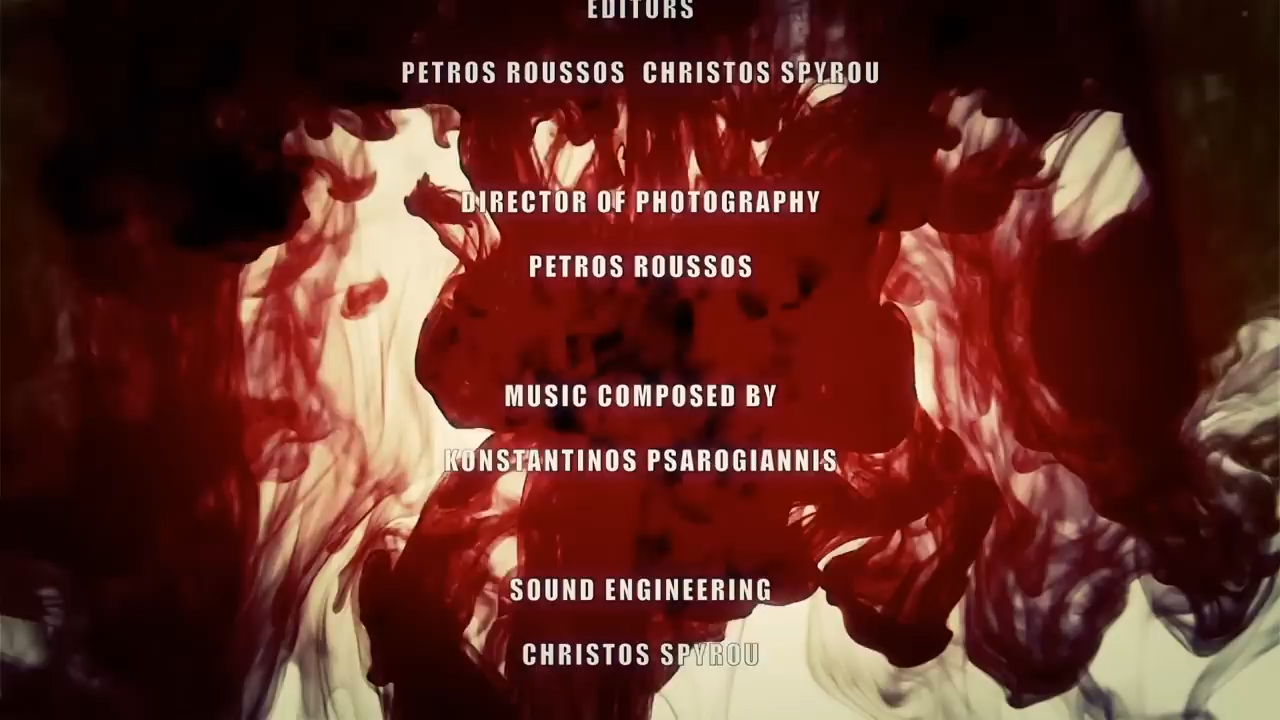 EDITORS
PETROS ROUSSOS CHRISTOS SPYROU
DIRECTOR OF PHOTOGRAPHY
PETROS ROUSSOS
MUSIC COMPOSED BY
KONSTANTINOS PSAROGIANNIS
SOUND ENGINEERING
CHRISTOS SPYROU